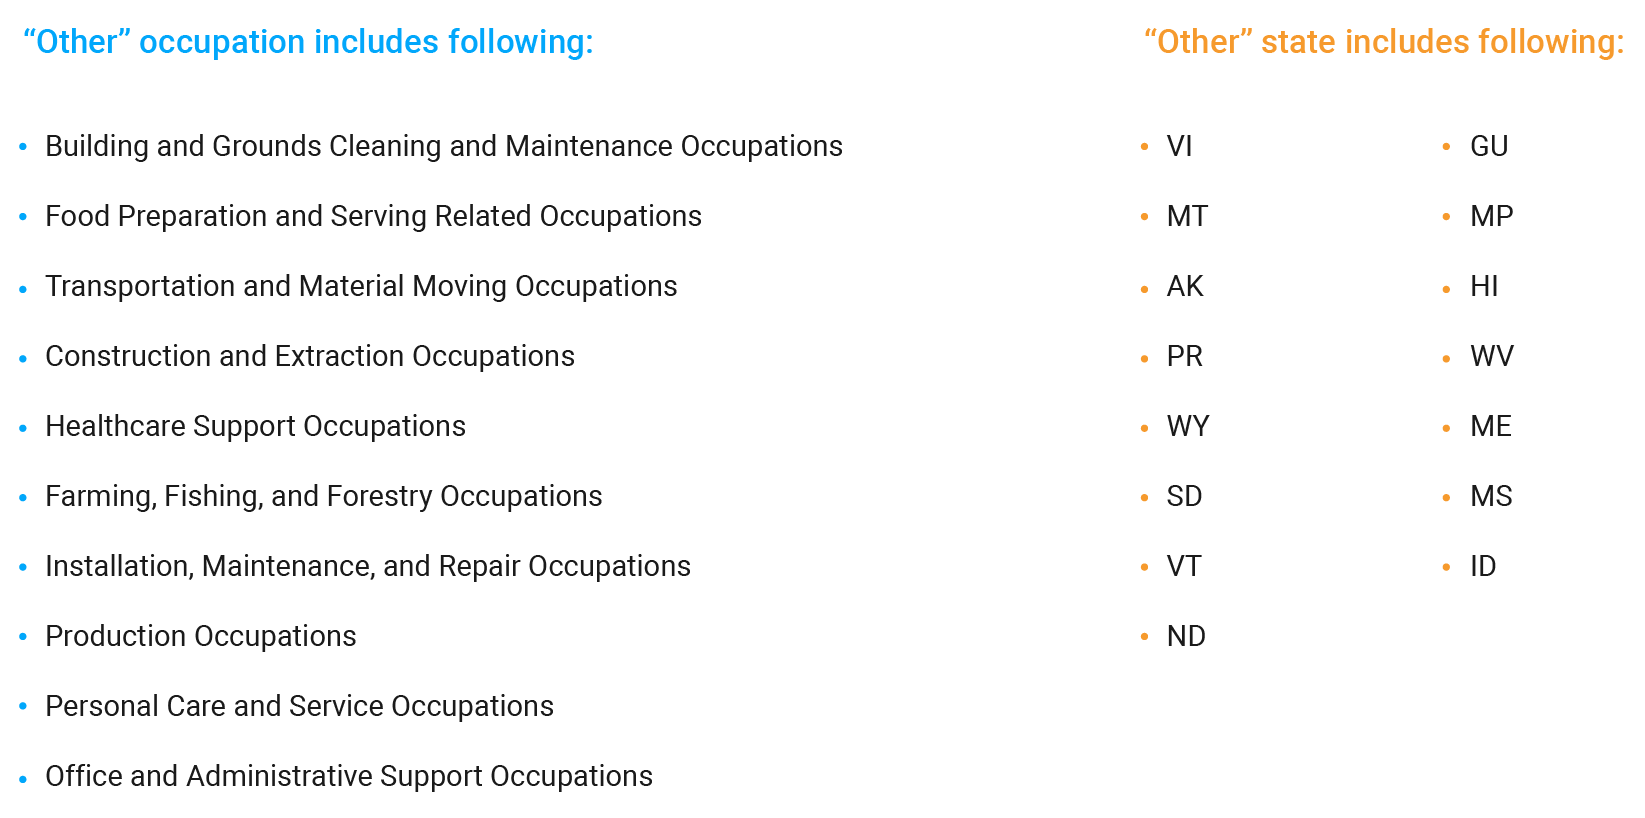 “Other” occupation includes following:
• Building and Grounds Cleaning and Maintenance Occupations
• Food Preparation and Serving Related Occupations
• Transportation and Material Moving Occupations
• Construction and Extraction Occupations
• Healthcare Support Occupations
• Farming, Fishing, and Forestry Occupations
• Installation, Maintenance, and Repair Occupations
• Production Occupations
• Personal Care and Service Occupations
• Office and Administrative Support Occupations
“Other” state includes following:
• VI
• MT
• AK
• PR
• WY
• SD
• VT
• ND
• GU
• MP
• HI
• WV
• ME
• MS
• ID